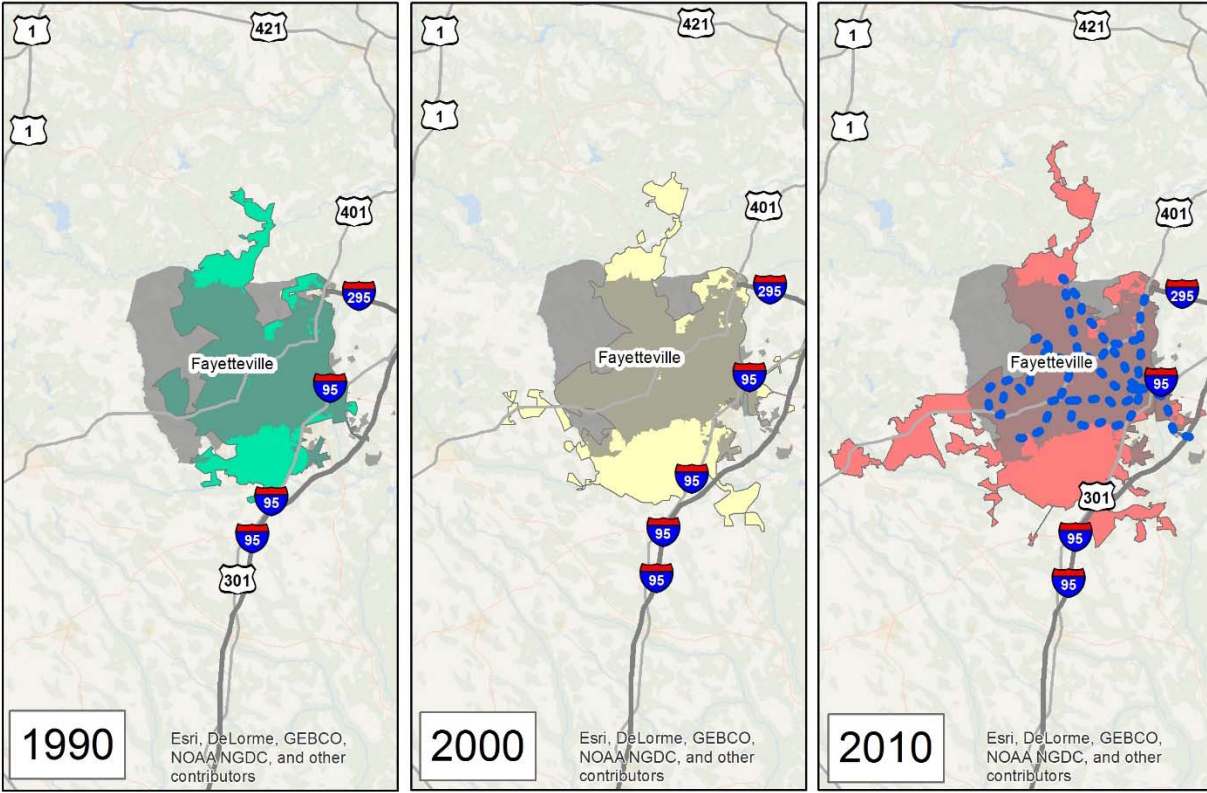 1
421
1
401
295
Fayetteville
95
95
95
301
1990
Esri, DeLorme, GEBCO,
NOAA NGDC, and other
contributors
1
421
1
401
295
Fayetteville
95
95
95
95
2000
Esri, DeLorme, GEBCO,
NOAA NGDC, and other
contributors
1
421
1
401
295
Fayetteville
95
301
95
95
2010
Esri, DeLorme, GEBCO,
NOAA NGDC, and other
contributors